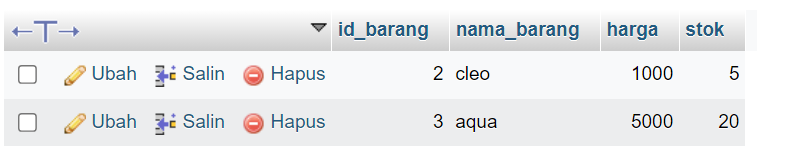 id_barang nama_barang harga stok
Ubah Salin Hapus 2 cleo 1000 5
Ubah Salin Hapus 3 aqua 5000 20